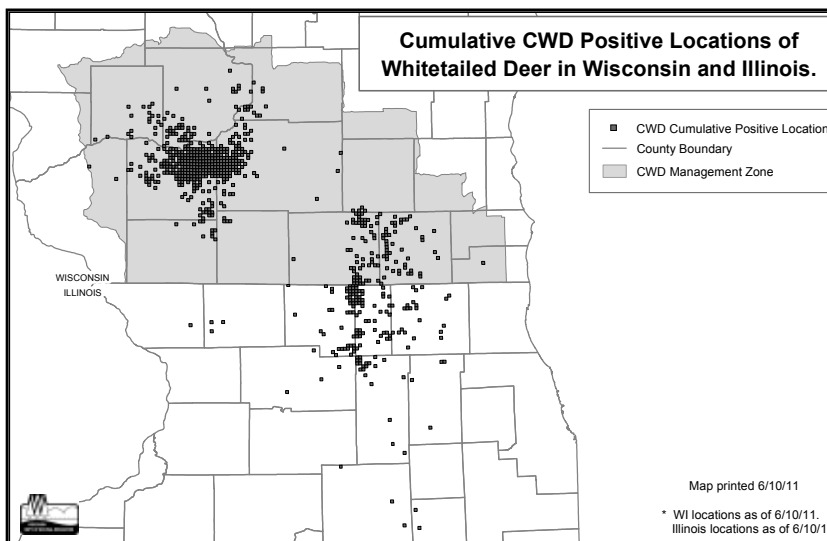 Cumulative CWD Positive Locations of
Whitetailed Deer in Wisconsin and Illinois.
CWD Cumulative Positive Location
County Boundary
CWD Management Zone
WISCONSIN
ILLINOIS
Map printed 6/10/11
* WI locations as of 6/10/11.
Illinois locations as of 6/10/1